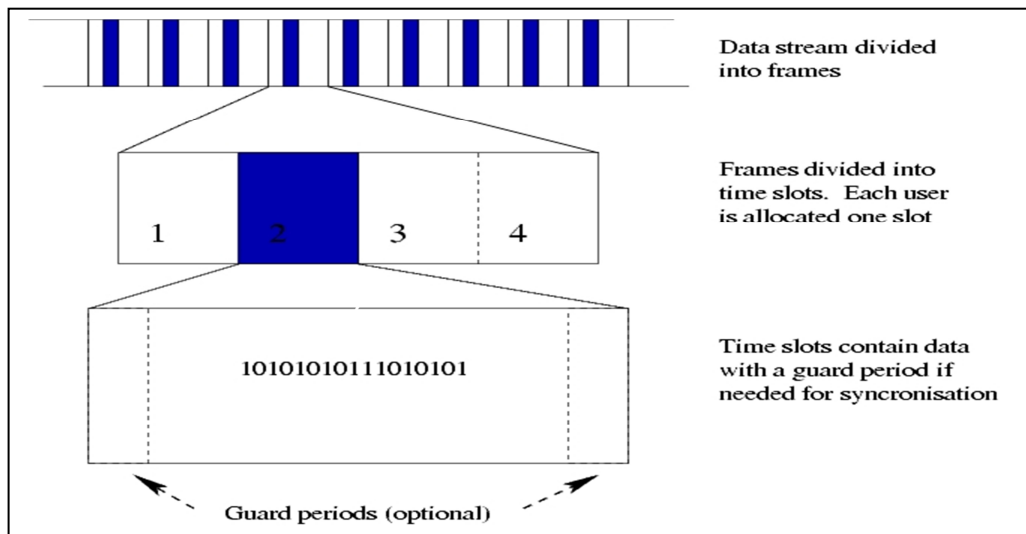 Data stream divided
into frames
Frames divided into
time slots. Each user
is allocated one slot
1 2 3 4
Time slots contain data
with a guard period if
needed for syncronisation
10101010111010101
Guard periods (optional)